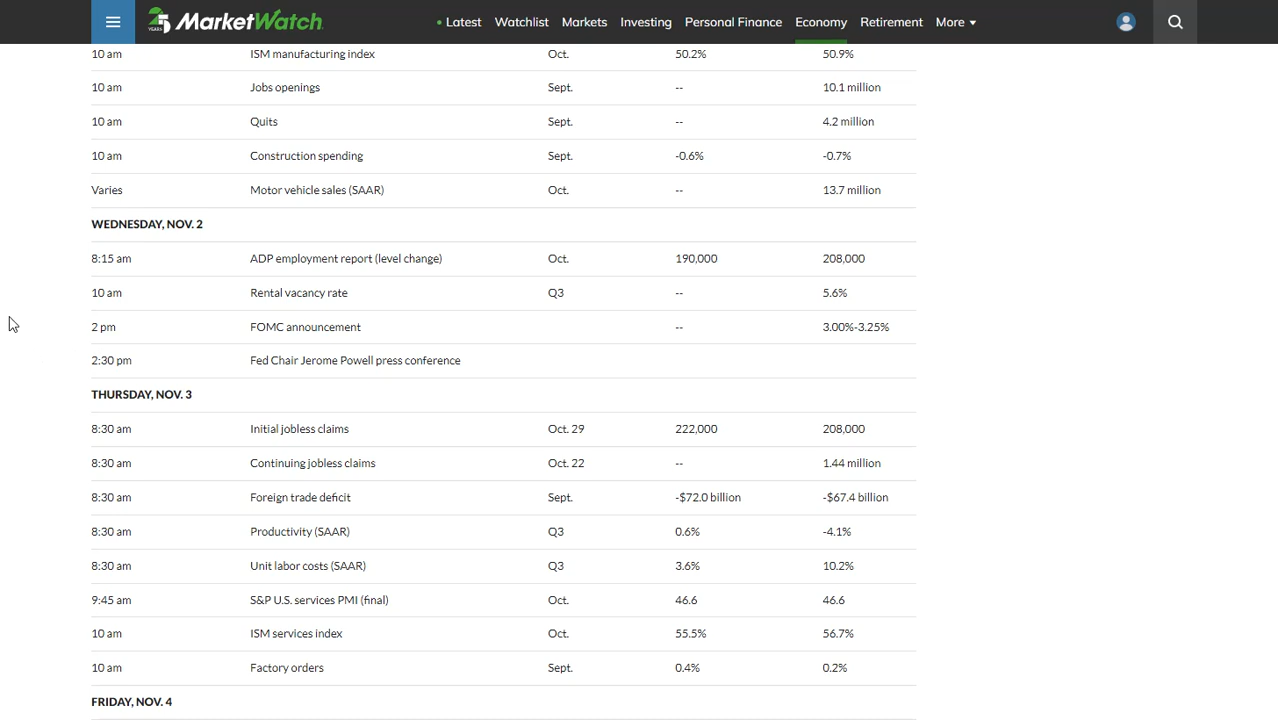 25 YEARS MarketWatch Latest Watchlist Markets Investing Personal Finance Economy Retirement More
10 am ISM manufacturing index Oct. 50.2% 50.9%
10 am Jobs openings Sept. -- 10.1 million
10 am Quits Sept. -- 4.2 million
10 am Construction spending Sept. -0.6% -0.7%
Varies Motor vehicle sales (SAAR) Oct. -- 13.7 million
WEDNESDAY, NOV. 2
8:15 am ADP employment report (level change) Oct. 190,000 208,000
10 am Rental vacancy rate Q3 -- 5.6%
2 pm FOMC announcement -- 3.00%-3.25%
2:30 pm Fed Chair Jerome Powell press conference
THURSDAY, NOV. 3
8:30 am Initial jobless claims Oct. 29 222,000 208,000
8:30 am Continuing jobless claims Oct. 22 -- 1.44 million
8:30 am Foreign trade deficit Sept. -$72.0 billion -$67.4 billion
8:30 am Productivity (SAAR) Q3 0.6% -4.1%
8:30 am Unit labor costs (SAAR) Q3 3.6% 10.2%
9:45 am S&P U.S. services PMI (final) Oct. 46.6 46.6
10 am ISM services index Oct. 55.5% 56.7%
10 am Factory orders Sept. 0.4% 0.2%
FRIDAY, NOV. 4